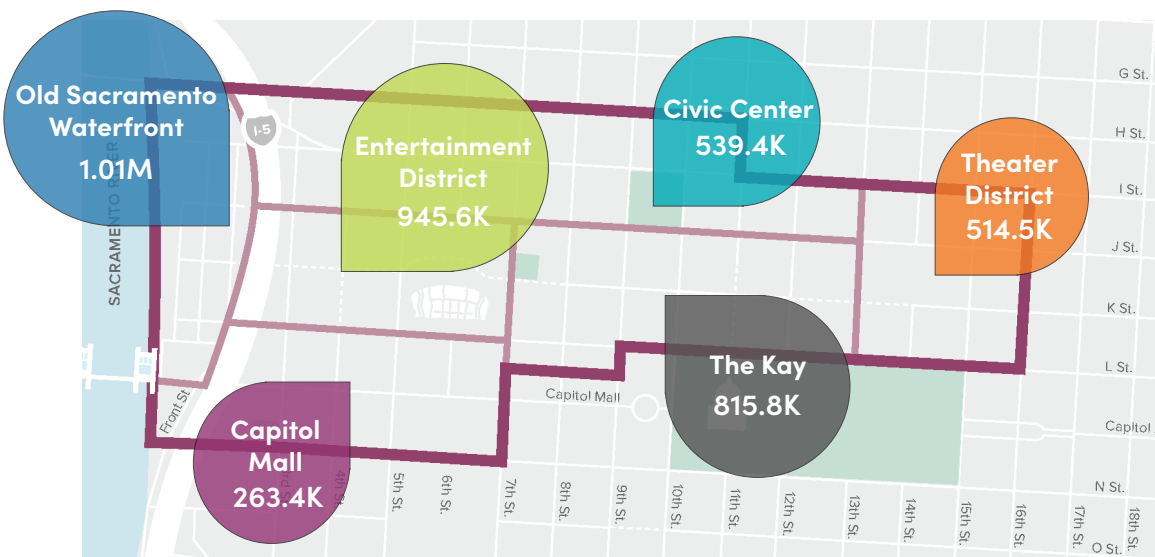 Old Sacramento
Waterfront
1.01M
SACRAMENTO RIVER
I-5
Entertainment
District
945.6K
Civic Center
539.4K
Theater
District
514.5K
The Kay
815.8K
Capitol
Mall
263.4K
Front St.
Capitol Mall
G St.
H St.
I St.
J St.
K St.
L St.
Capitol
N St.
O St.
3rd St.
4th St.
5th St.
7th St.
8th St.
9th St.
10th St.
11th St.
12th St.
13th St.
14th St.
15th St.
16th St.
17th St.
18th St.